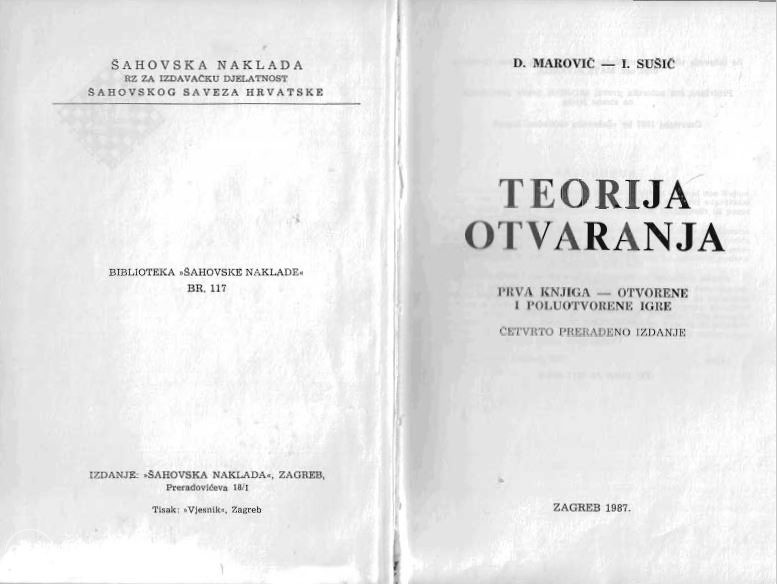 ŠAHOVSKA NAKLADA
RZ ZA IZDAVAČKU DJELATNOST
ŠAHOVSKOG SAVEZA HRVATSKE
BIBLIOTEKA »ŠAHOVSKE NAKLADE«
BR. 117
IZDANJE: »ŠAHOVSKA NAKLADA«, ZAGREB,
Preradovićeva 18/I
Tisak: »Vjesnik«, Zagreb
D. MAROVIĆ — I. SUŠIĆ
TEORIJA
OTVARANJA
PRVA KNJIGA — OTVORENE
I POLUOTVORENE IGRE
ČETVRTO PRERAĐENO IZDANJE
ZAGREB 1987.